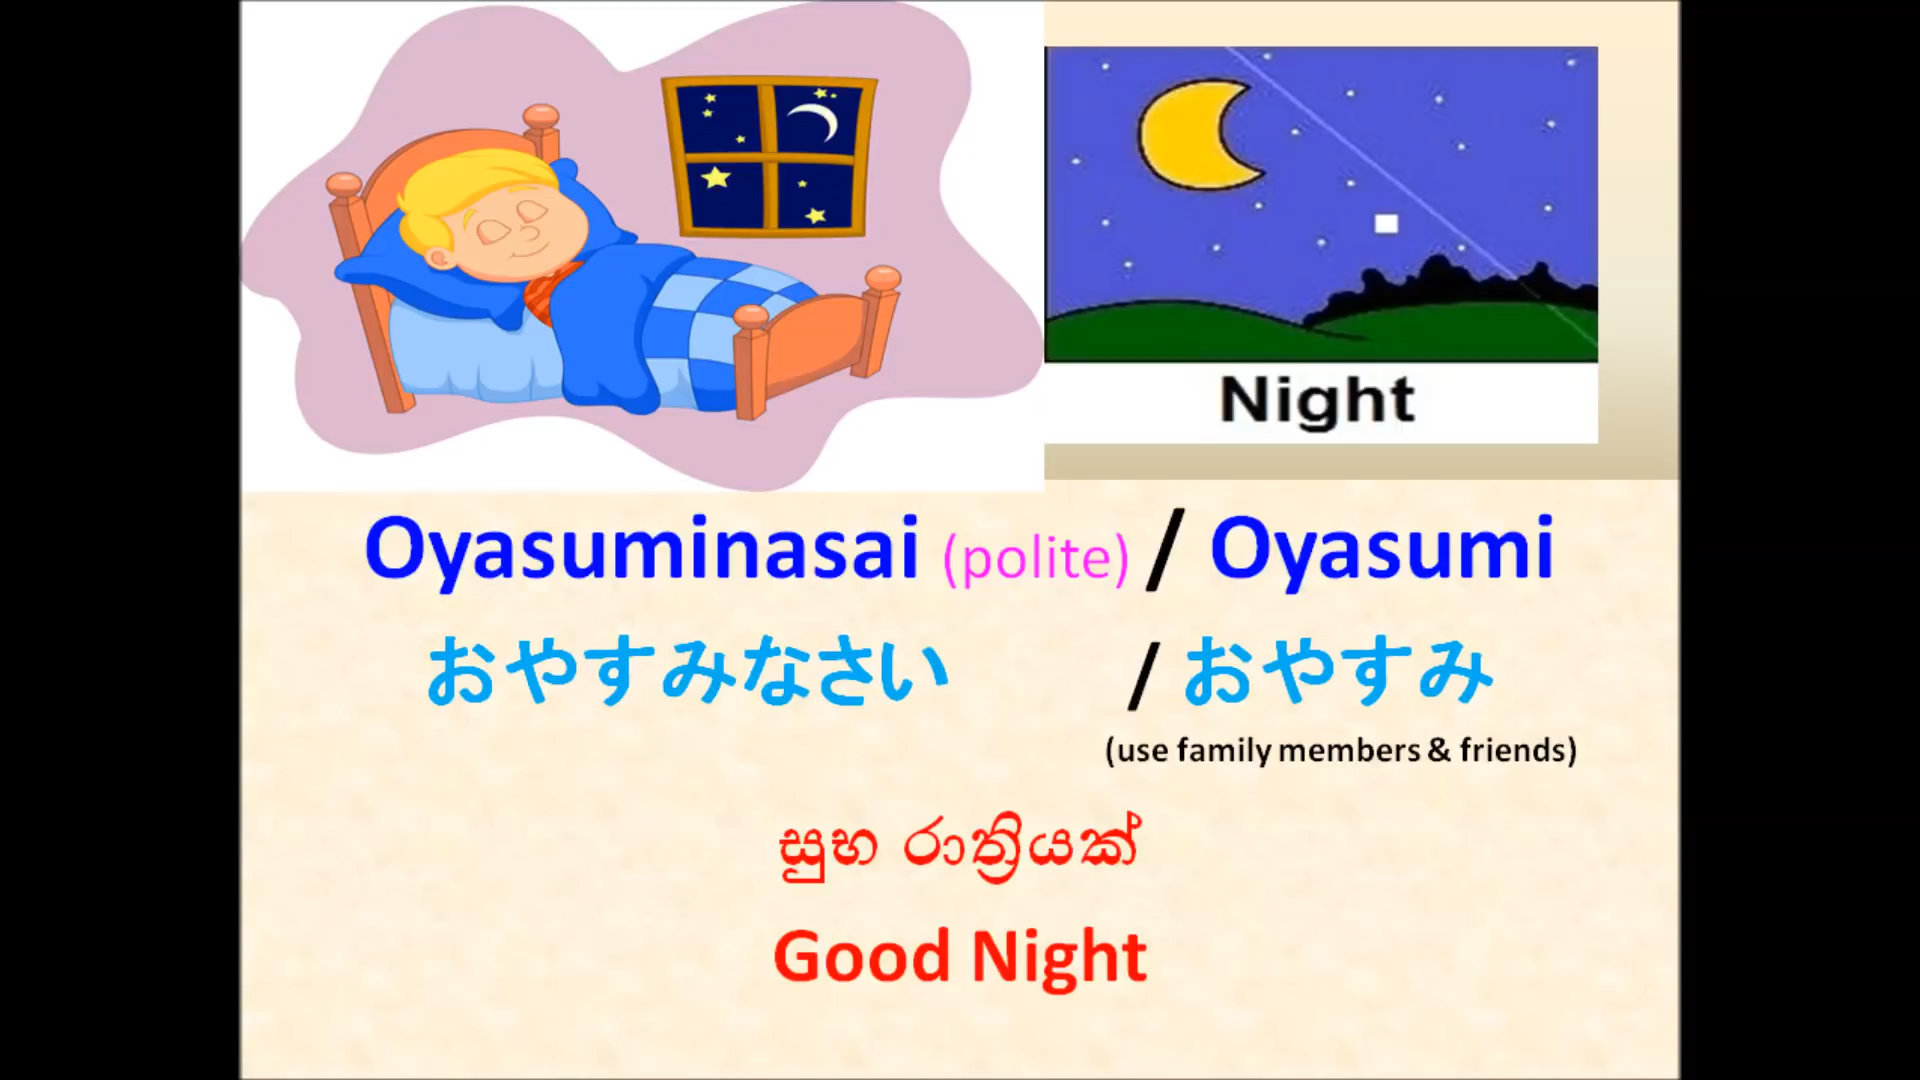 Night
Oyasuminasai (polite) / Oyasumi
おやすみなさい / おやすみ
(use family members & friends)
සුභ රාත්‍රියක්
Good Night